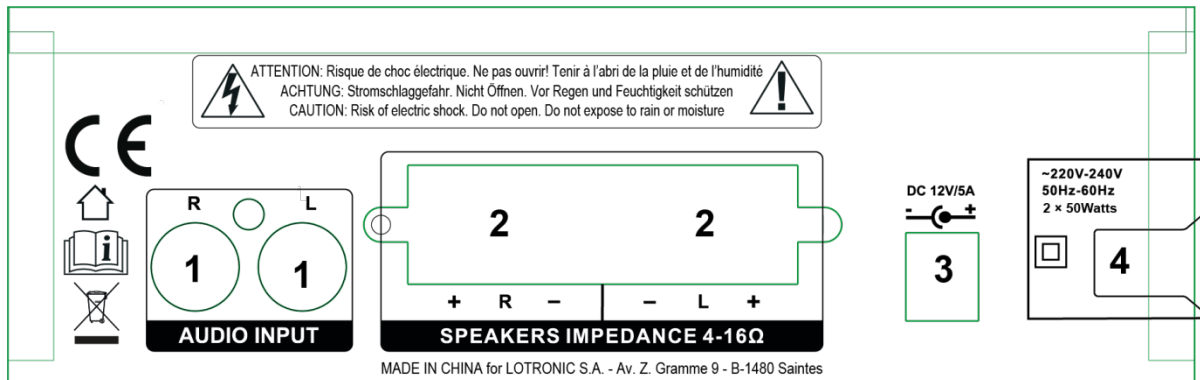 ATTENTION: Risque de choc électrique. Ne pas ouvrir! Tenir à l'abri de la pluie et de l'humidité
ACHTUNG: Stromschlaggefahr. Nicht Öffnen. Vor Regen und Feuchtigkeit schützen
CAUTION: Risk of electric shock. Do not open. Do not expose to rain or moisture
CE
R L
1 1
AUDIO INPUT
2 2
+ R − − L +
SPEAKERS IMPEDANCE 4-16Ω
MADE IN CHINA for LOTRONIC S.A. - Av. Z. Gramme 9 - B-1480 Saintes
DC 12V/5A
- +
3
~220V-240V
50Hz-60Hz
2 × 50Watts
4